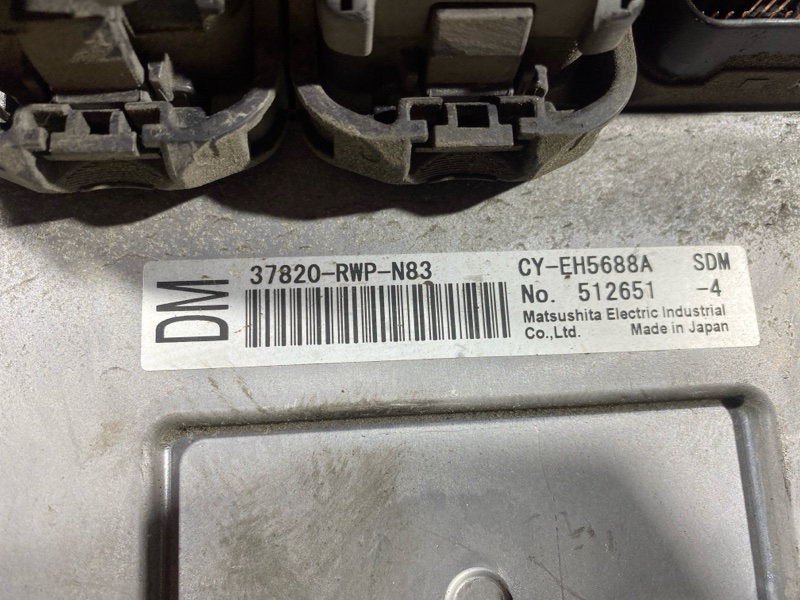 DM
37820-RWP-N83 CY-EH5688A SDM
No. 512651 -4
Matsushita Electric Industrial
Co.,Ltd. Made in Japan